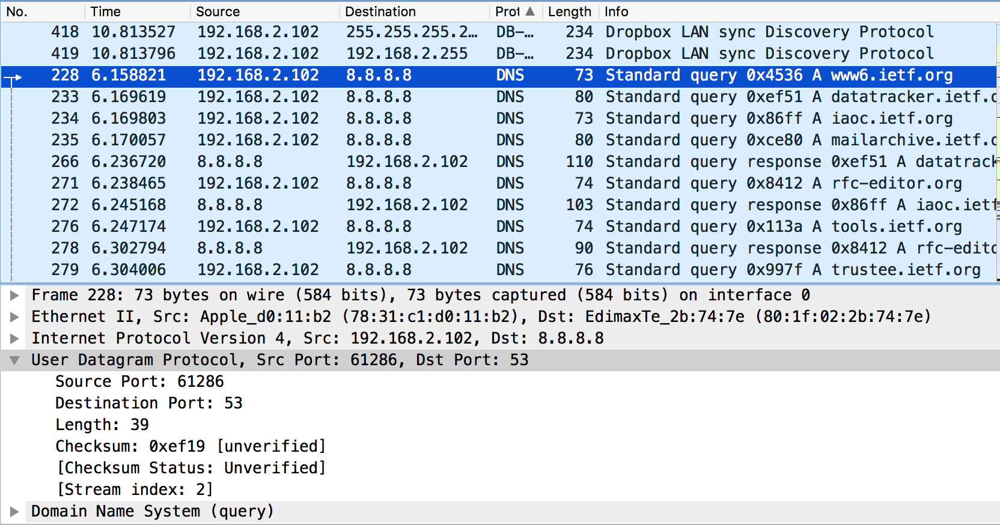 No. Time Source Destination Prot Length Info
418 10.813527 192.168.2.102 255.255.255.2… DB-… 234 Dropbox LAN sync Discovery Protocol
419 10.813796 192.168.2.102 192.168.2.255 DB-… 234 Dropbox LAN sync Discovery Protocol
228 6.158821 192.168.2.102 8.8.8.8 DNS 73 Standard query 0x4536 A www6.ietf.org
233 6.169619 192.168.2.102 8.8.8.8 DNS 80 Standard query 0xef51 A datatracker.ietf.o
234 6.169803 192.168.2.102 8.8.8.8 DNS 73 Standard query 0x86ff A iaoc.ietf.org
235 6.170057 192.168.2.102 8.8.8.8 DNS 80 Standard query 0xce80 A mailarchive.ietf.o
266 6.236720 8.8.8.8 192.168.2.102 DNS 110 Standard query response 0xef51 A datatrack
271 6.238465 192.168.2.102 8.8.8.8 DNS 74 Standard query 0x8412 A rfc-editor.org
272 6.245168 8.8.8.8 192.168.2.102 DNS 103 Standard query response 0x86ff A iaoc.ietf
276 6.247174 192.168.2.102 8.8.8.8 DNS 74 Standard query 0x113a A tools.ietf.org
278 6.302794 8.8.8.8 192.168.2.102 DNS 90 Standard query response 0x8412 A rfc-edito
279 6.304006 192.168.2.102 8.8.8.8 DNS 76 Standard query 0x997f A trustee.ietf.org
Frame 228: 73 bytes on wire (584 bits), 73 bytes captured (584 bits) on interface 0
Ethernet II, Src: Apple_d0:11:b2 (78:31:c1:d0:11:b2), Dst: EdimaxTe_2b:74:7e (80:1f:02:2b:74:7e)
Internet Protocol Version 4, Src: 192.168.2.102, Dst: 8.8.8.8
User Datagram Protocol, Src Port: 61286, Dst Port: 53
Source Port: 61286
Destination Port: 53
Length: 39
Checksum: 0xef19 [unverified]
[Checksum Status: Unverified]
[Stream index: 2]
Domain Name System (query)